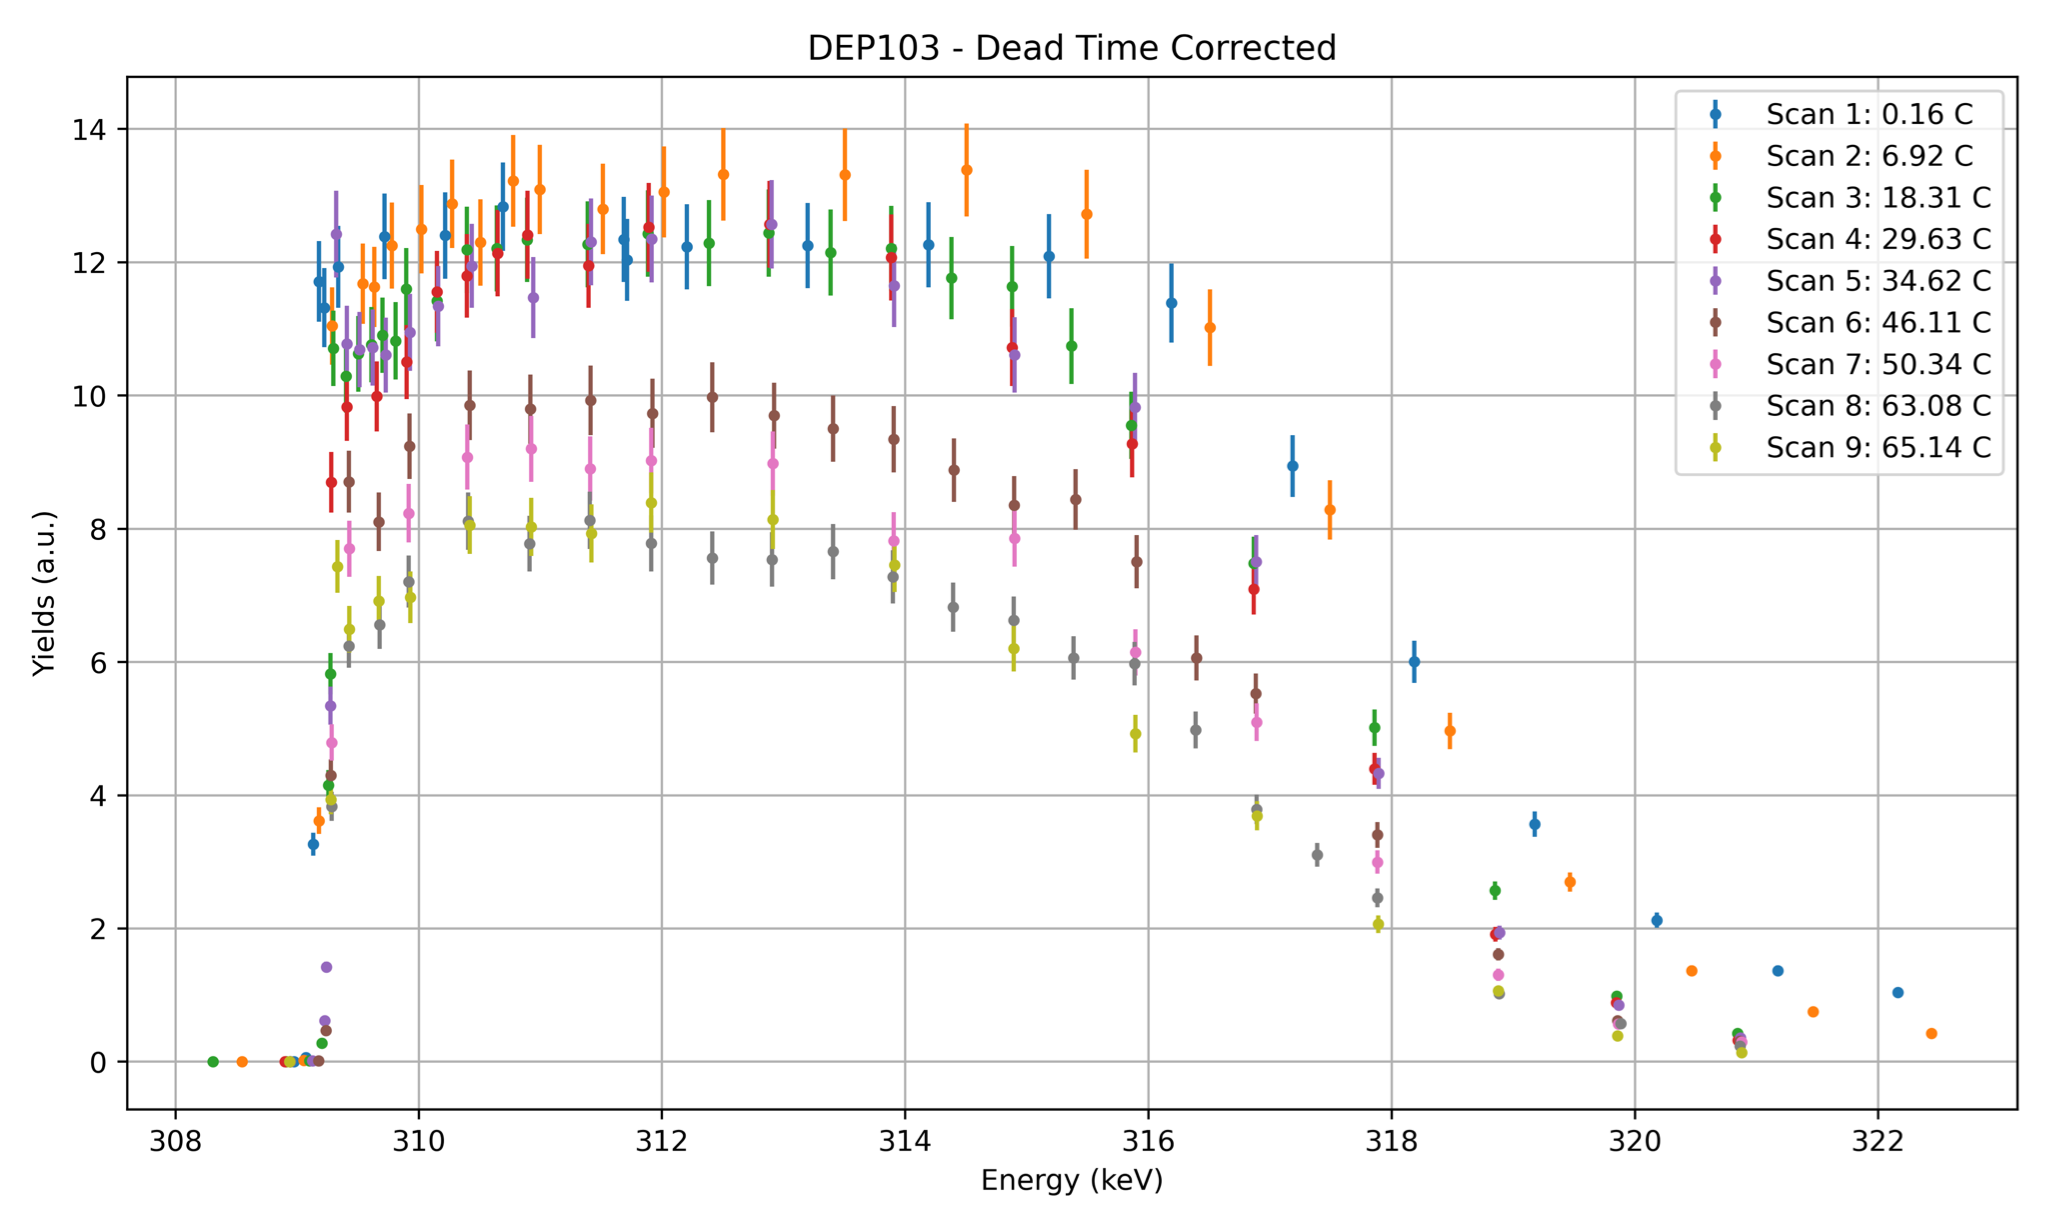 DEP103 - Dead Time Corrected
Scan 1: 0.16 C
Scan 2: 6.92 C
Scan 3: 18.31 C
Scan 4: 29.63 C
Scan 5: 34.62 C
Scan 6: 46.11 C
Scan 7: 50.34 C
Scan 8: 63.08 C
Scan 9: 65.14 C
Yields (a.u.)
14
12
10
8
6
4
2
0
308 310 312 314 316 318 320 322
Energy (keV)